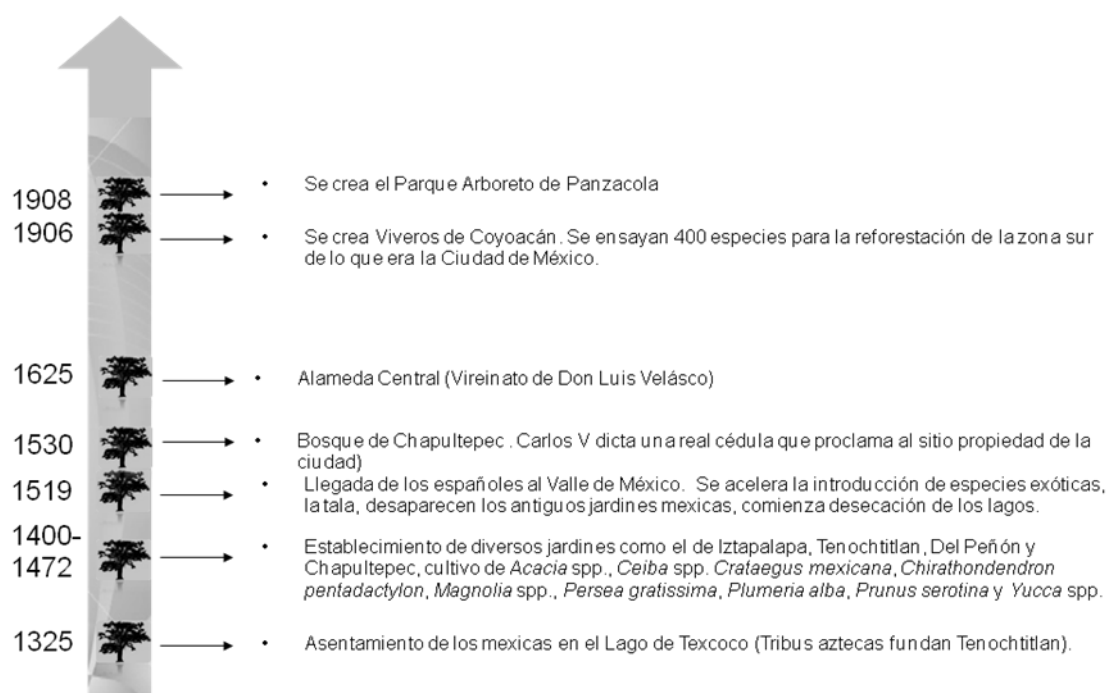 1908
• Se crea el Parque Arboreto de Panzacola
1906
• Se crea Viveros de Coyoacán. Se ensayan 400 especies para la reforestación de la zona sur
de lo que era la Ciudad de México.
1625
• Alameda Central (Vireinato de Don Luis Velásco)
1530
• Bosque de Chapultepec . Carlos V dicta una real cédula que proclama al sitio propiedad de la
ciudad)
1519
• Llegada de los españoles al Valle de México. Se acelera la introducción de especies exóticas,
la tala, desaparecen los antiguos jardines mexicas, comienza desecación de los lagos.
1400-
1472
• Establecimiento de diversos jardines como el de Iztapalapa, Tenochtitlan, Del Peñón y
Chapultepec, cultivo de Acacia spp., Ceiba spp. Crataegus mexicana, Chirathondendron
pentadactylon, Magnolia spp., Persea gratissima, Plumeria alba, Prunus serotina y Yucca spp.
1325
• Asentamiento de los mexicas en el Lago de Texcoco (Tribus aztecas fundan Tenochtitlan).